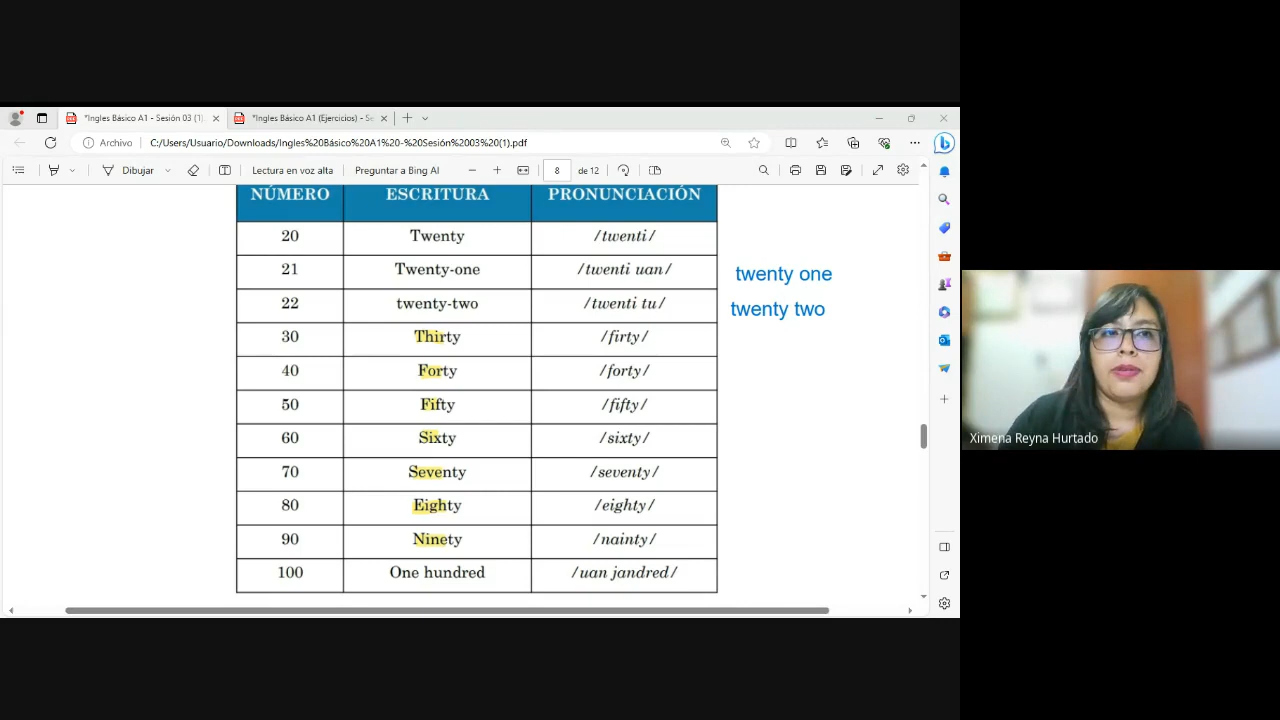 *Ingles Básico A1 - Sesión 03 (1)
*Ingles Básico A1 (Ejercicios) - Se
Archivo C:/Users/Usuario/Downloads/Ingles%20Básico%20A1%20-%20Sesión%2003%20(1).pdf
Dibujar Lectura en voz alta Preguntar a Bing AI 8 de 12
NÚMERO ESCRITURA PRONUNCIACIÓN
20 Twenty /twenti/
21 Twenty-one /twenti uan/ twenty one
22 twenty-two /twenti tu/ twenty two
30 Thirty /firty/
40 Forty /forty/
50 Fifty /fifty/
60 Sixty /sixty/
70 Seventy /seventy/
80 Eighty /eighty/
90 Ninety /nainty/
100 One hundred /uan jandred/
Ximena Reyna Hurtado